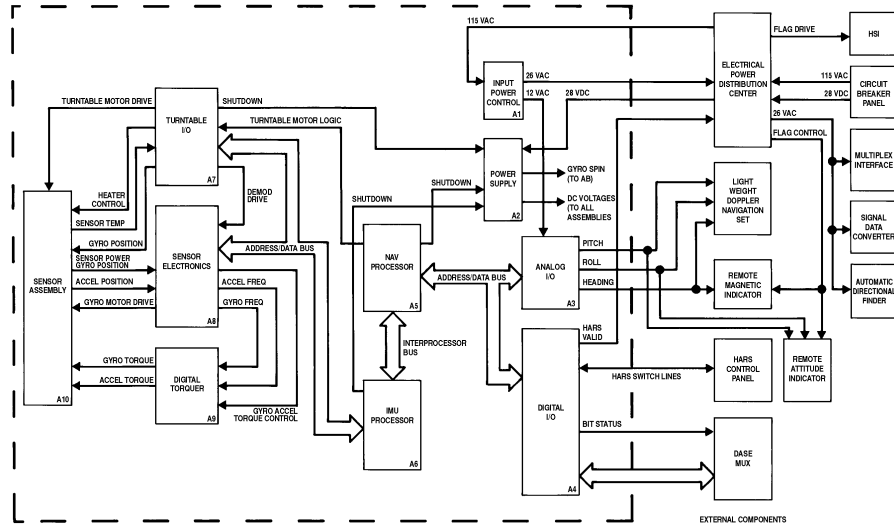 115 VAC
FLAG DRIVE
HSI
INPUT
POWER
CONTROL
A1
26 VAC
12 VAC
28 VDC
ELECTRICAL
POWER
DISTRIBUTION
CENTER
115 VAC
28 VDC
CIRCUIT
BREAKER
PANEL
26 VAC
FLAG CONTROL
TURNTABLE MOTOR DRIVE
TURNTABLE
I/O
A7
SHUTDOWN
TURNTABLE MOTOR LOGIC
POWER
SUPPLY
A2
GYRO SPIN
(TO AB)
DC VOLTAGES
(TO ALL
ASSEMBLIES)
SHUTDOWN
SHUTDOWN
MULTIPLEX
INTERFACE
LIGHT
WEIGHT
DOPPLER
NAVIGATION
SET
HEATER
CONTROL
DEMOD
DRIVE
SENSOR TEMP
GYRO POSITION
SENSOR POWER
GYRO POSITION
ACCEL POSITION
GYRO MOTOR DRIVE
SENSOR
ASSEMBLY
A10
SENSOR
ELECTRONICS
A8
ADDRESS/DATA BUS
ACCEL FREQ
GYRO FREQ
NAV
PROCESSOR
A5
ADDRESS/DATA BUS
ANALOG
I/O
A3
PITCH
ROLL
HEADING
SIGNAL
DATA
CONVERTER
REMOTE
MAGNETIC
INDICATOR
AUTOMATIC
DIRECTIONAL
FINDER
HARS
VALID
INTERPROCESSOR
BUS
GYRO TORQUE
ACCEL TORQUE
DIGITAL
TORQUER
A9
GYRO ACCEL
TORQUE CONTROL
IMU
PROCESSOR
A6
DIGITAL
I/O
A4
HARS SWITCH LINES
HARS
CONTROL
PANEL
REMOTE
ATTITUDE
INDICATOR
BIT STATUS
DASE
MUX
EXTERNAL COMPONENTS